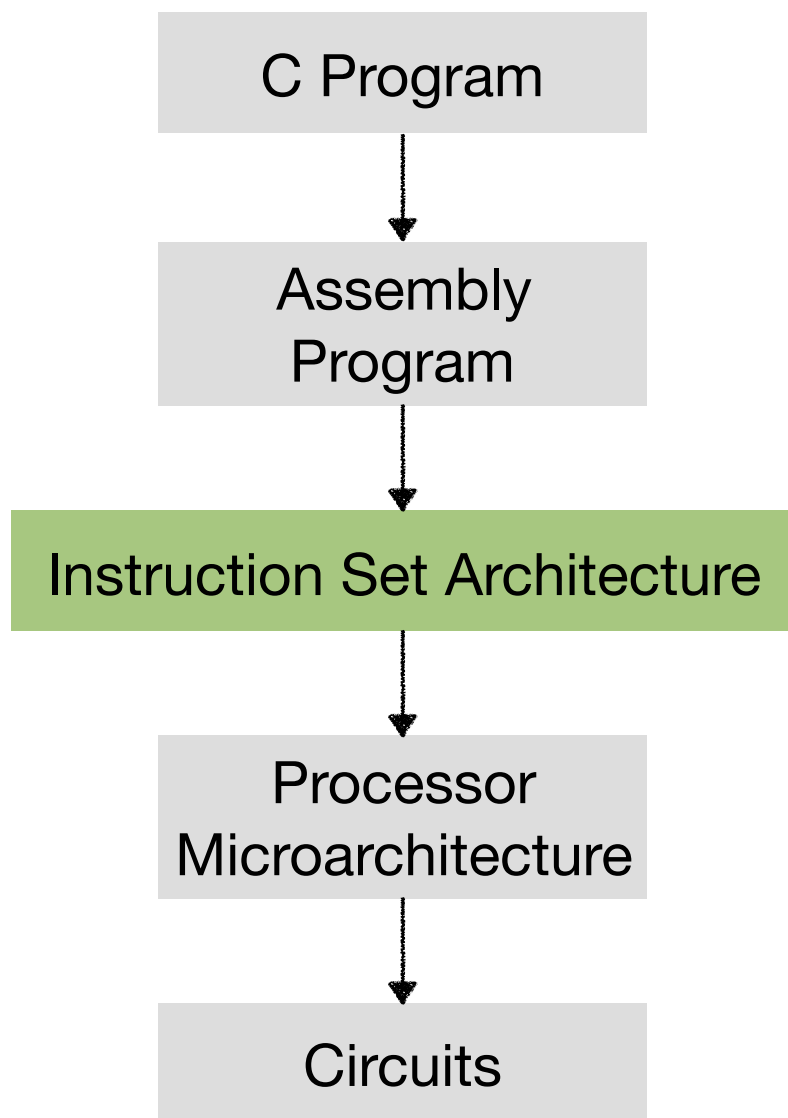 C Program
Assembly
Program
Instruction Set Architecture
Processor
Microarchitecture
Circuits